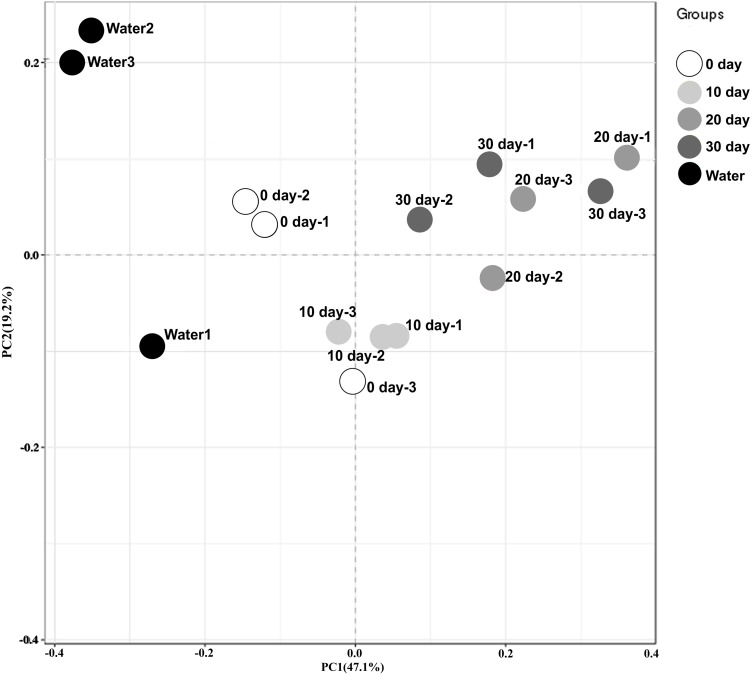 Groups
0 day
10 day
20 day
30 day
Water
Water2
Water3
0.2
30 day-1
20 day-1
20 day-3
0 day-2
30 day-2
30 day-3
0 day-1
0.0
20 day-2
10 day-3
10 day-1
Water1
10 day-2
0 day-3
PC2(19.2%)
-0.2
-0.4
-0.4
-0.2
0.0
0.2
0.4
PC1(47.1%)